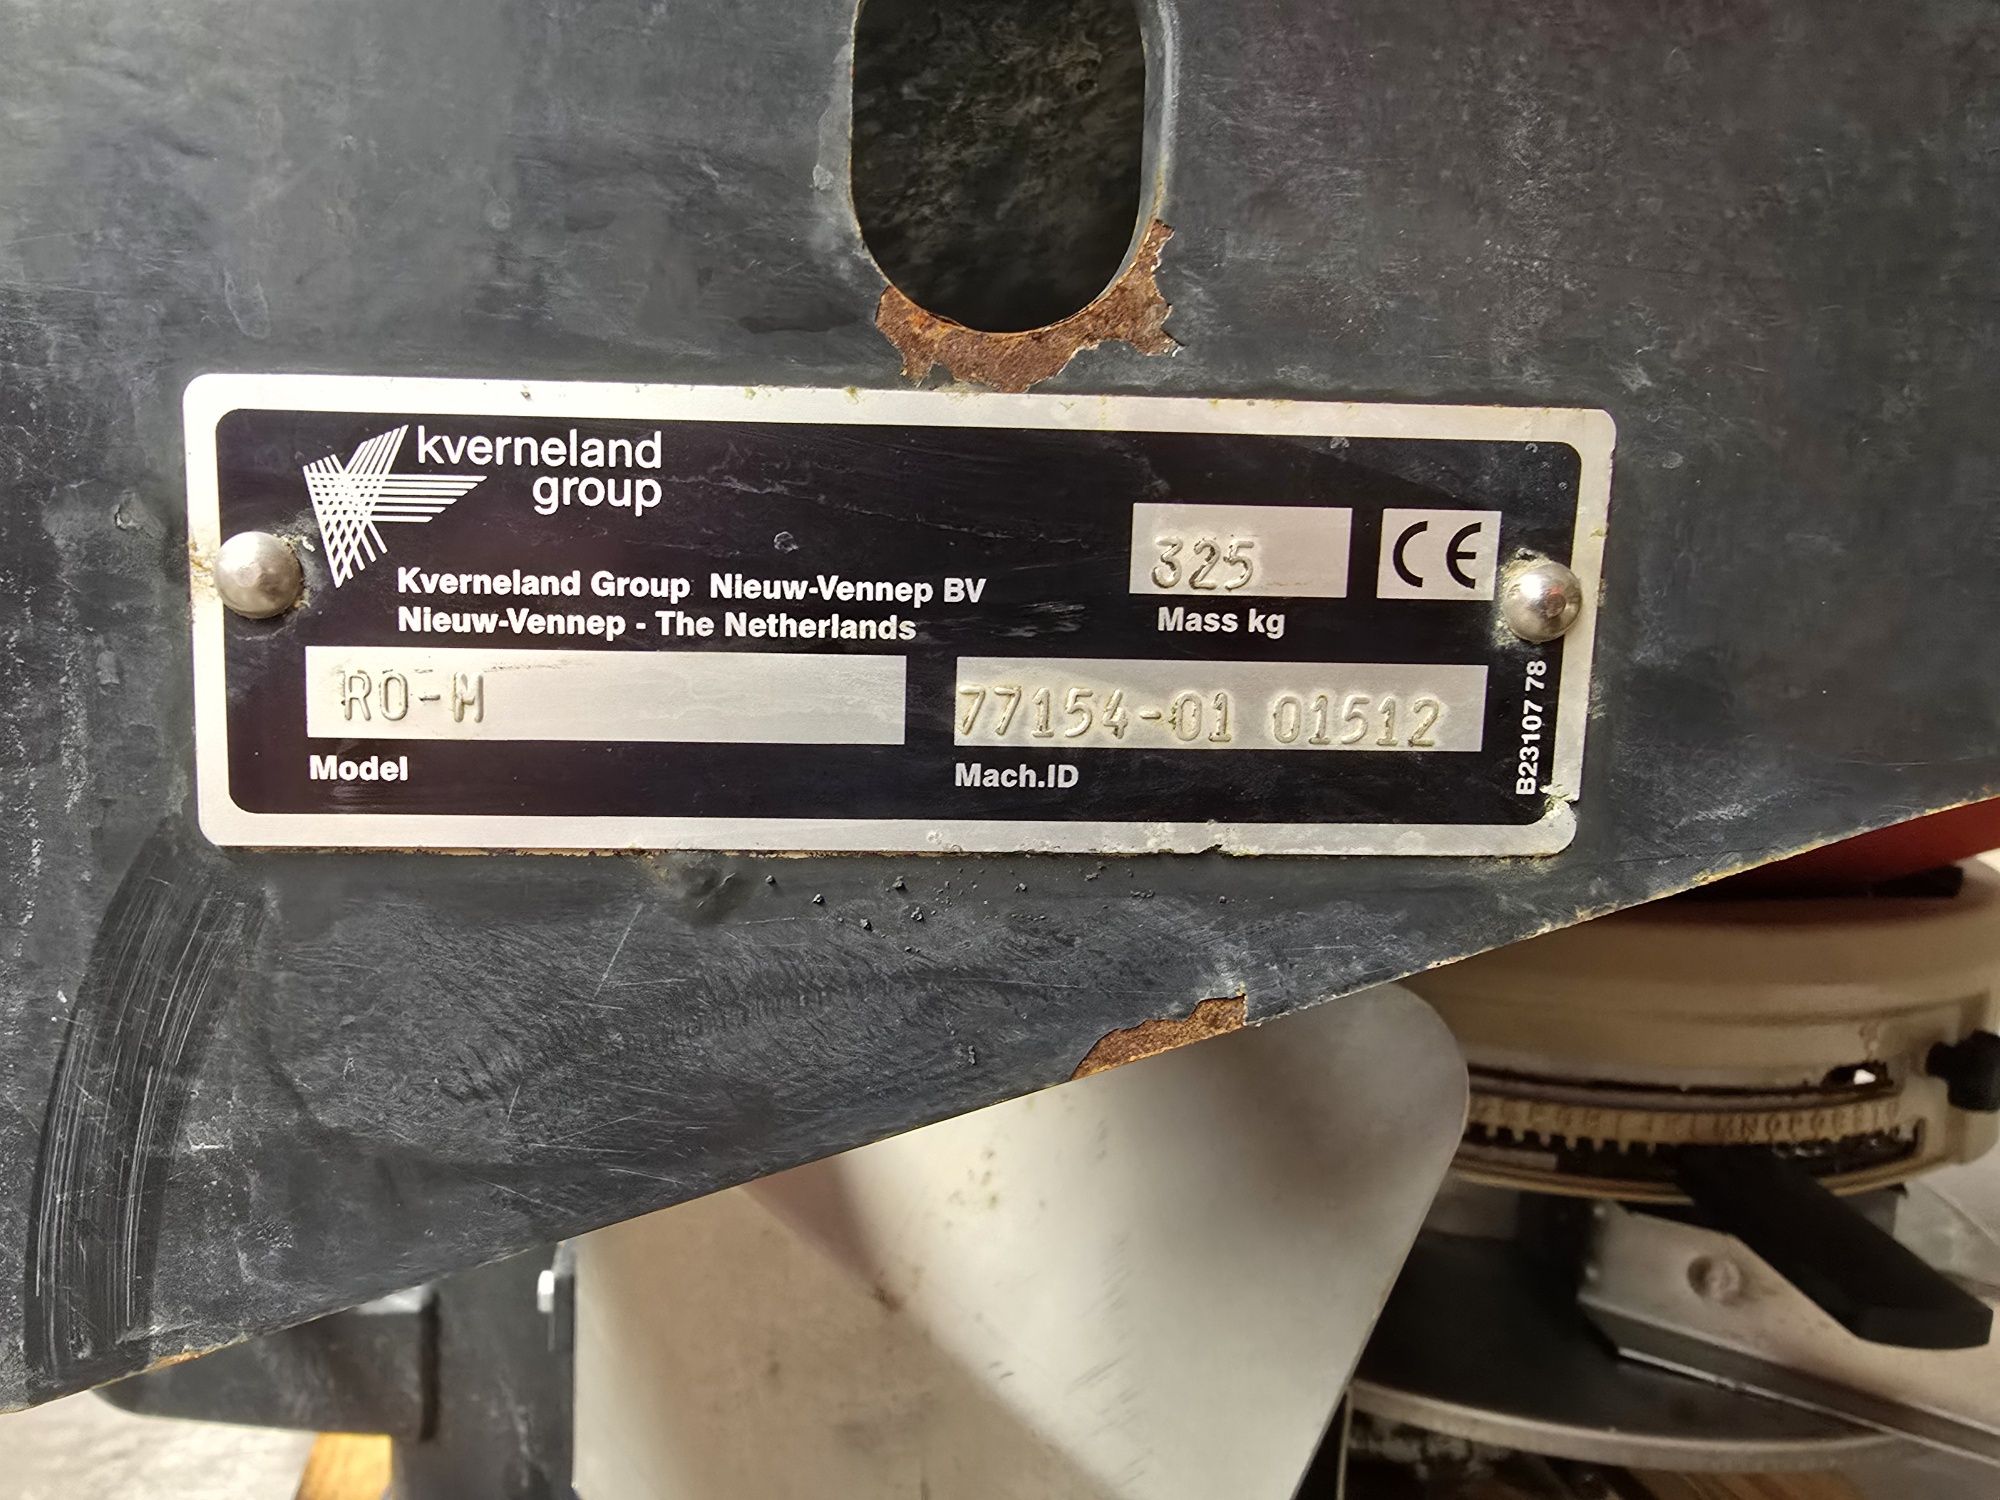 kverneland
group
Kverneland Group Nieuw-Vennep BV
Nieuw-Vennep - The Netherlands
325
CE
Mass kg
RO-M
77154-01 01512
Model
Mach.ID
B23107 78